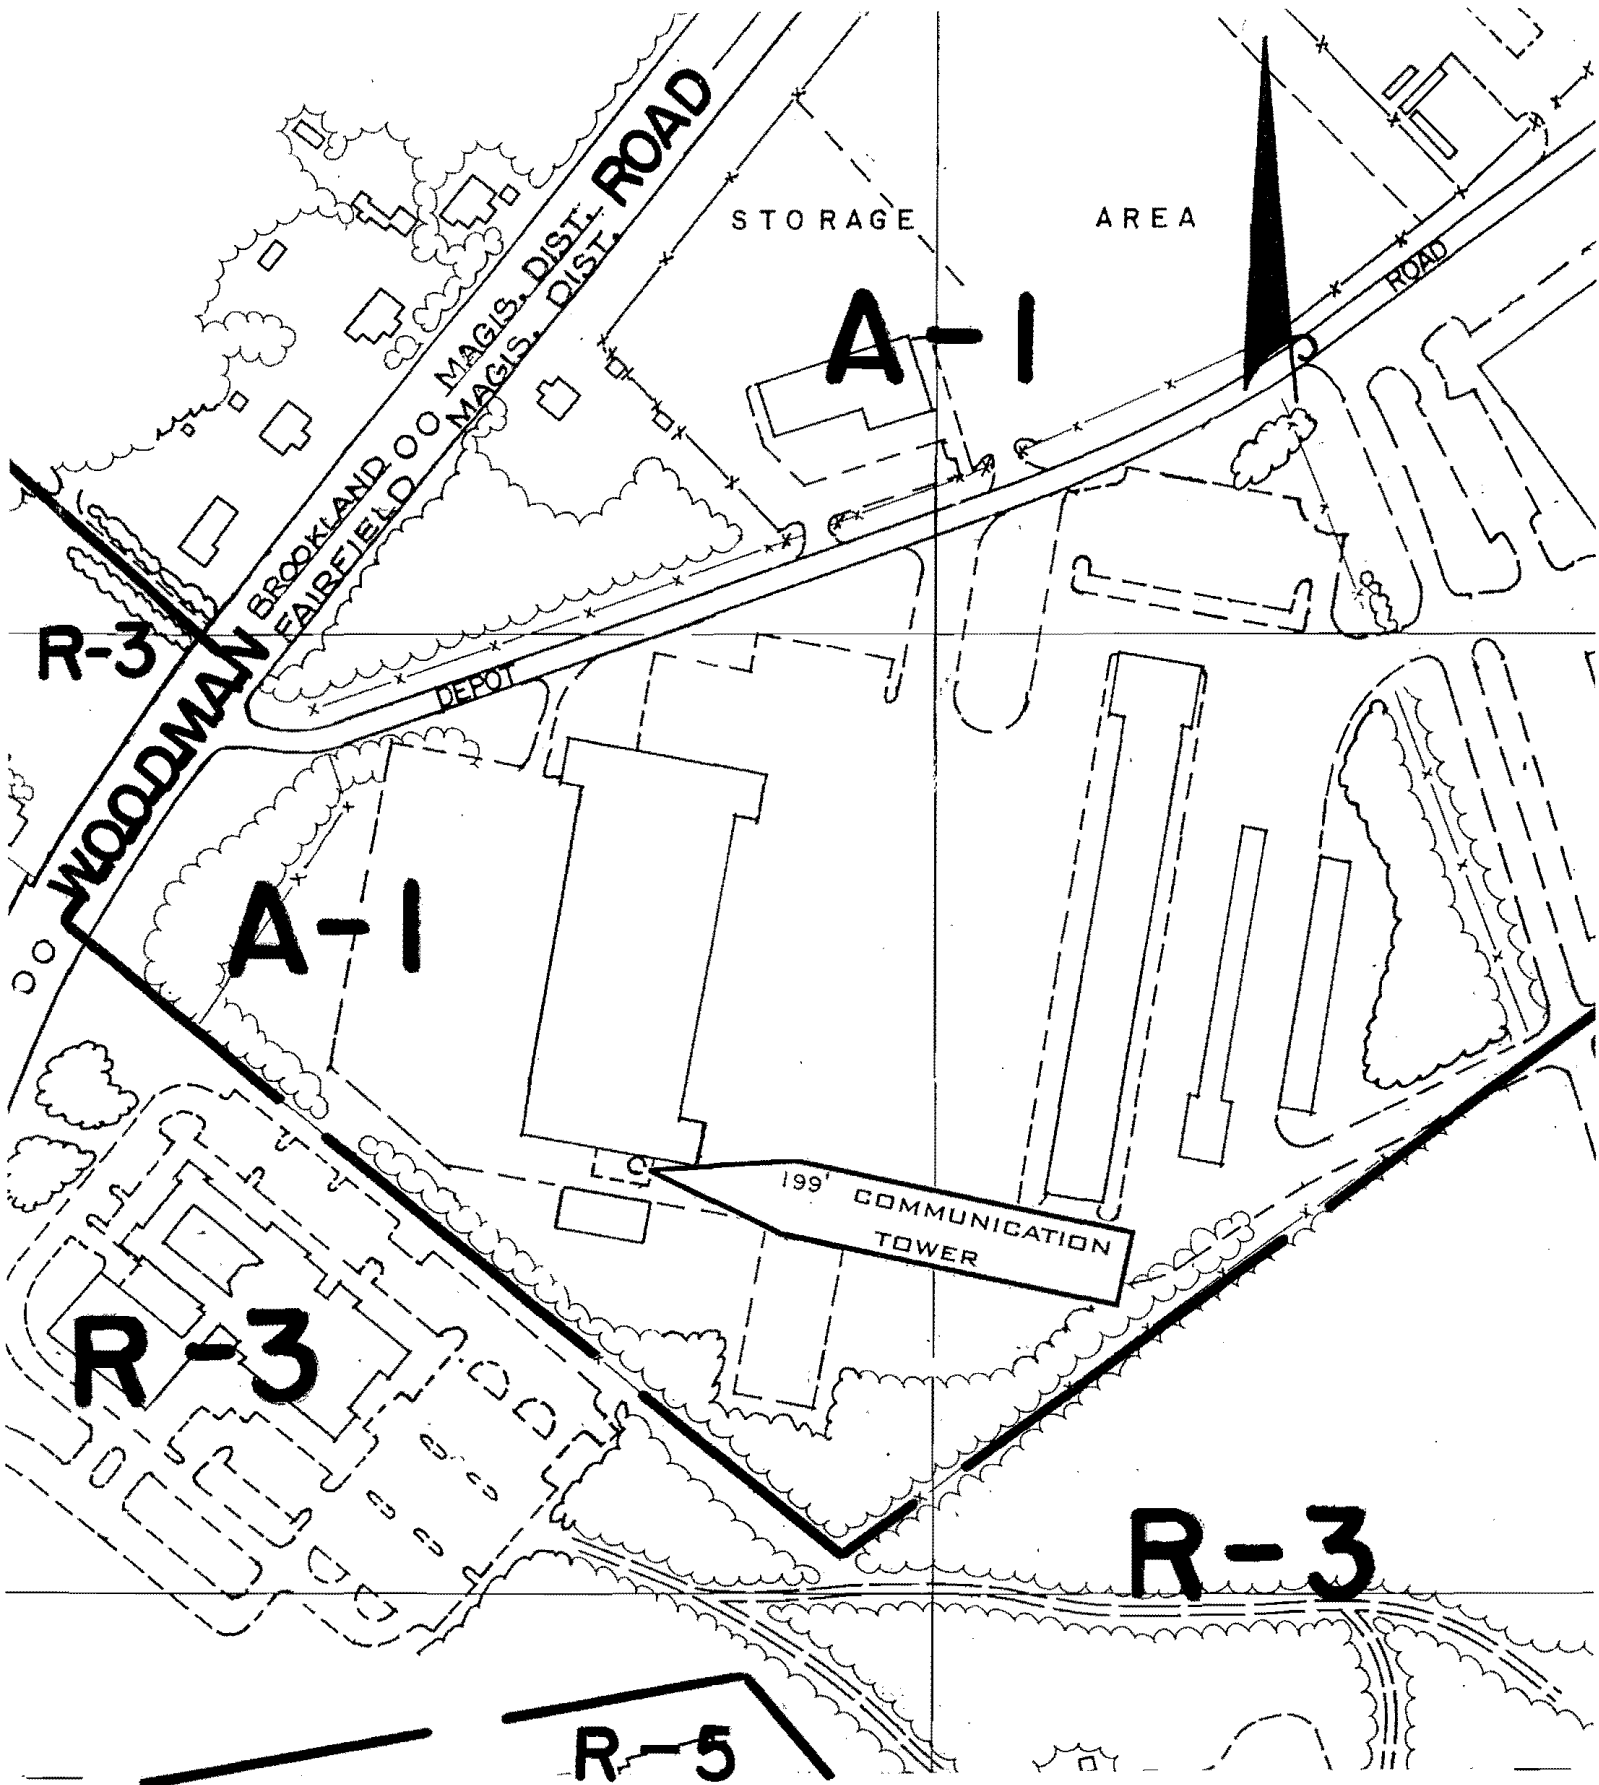 STORAGE AREA
A-1
ROAD
BROOKLAND MAGIS. DIST.
FAIRFIELD MAGIS. DIST.
WOODMAN ROAD
R-3
DEPOT
A-1
199' COMMUNICATION
TOWER
R-3
R-3
R-5